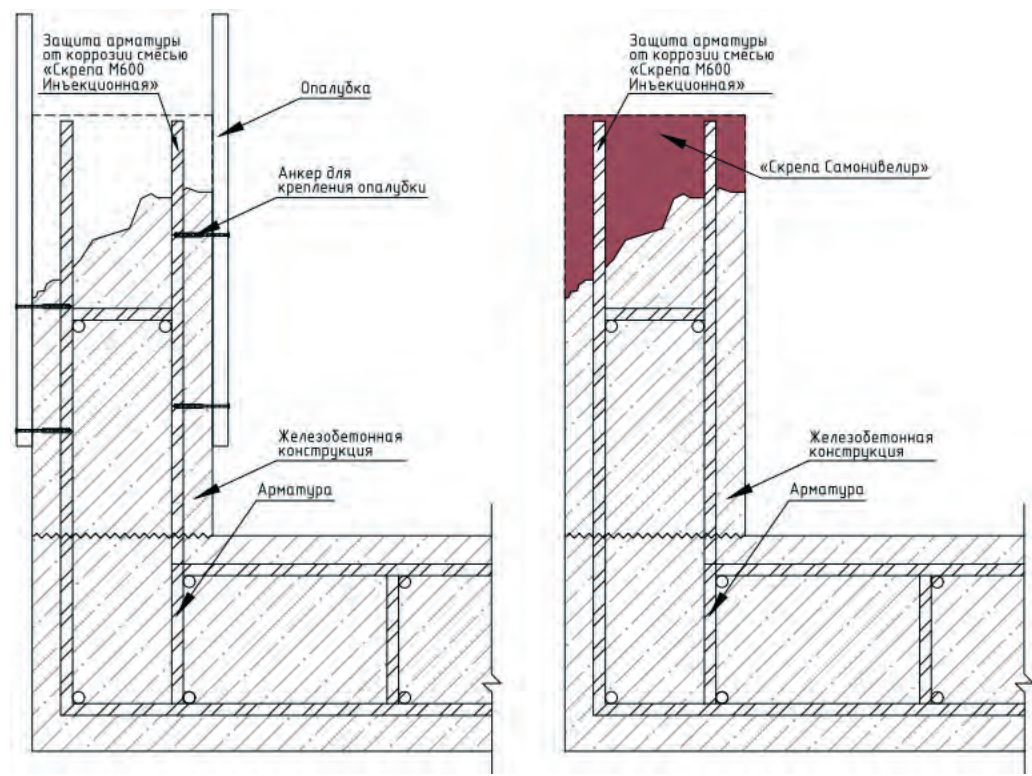 Защита арматуры
от коррозии смесью
«Скрепа М600
Инъекционная»
Опалубка
Анкер для
крепления опалубки
Железобетонная
конструкция
Арматура
Защита арматуры
от коррозии смесью
«Скрепа М600
Инъекционная»
«Скрепа Самонивелир»
Железобетонная
конструкция
Арматура